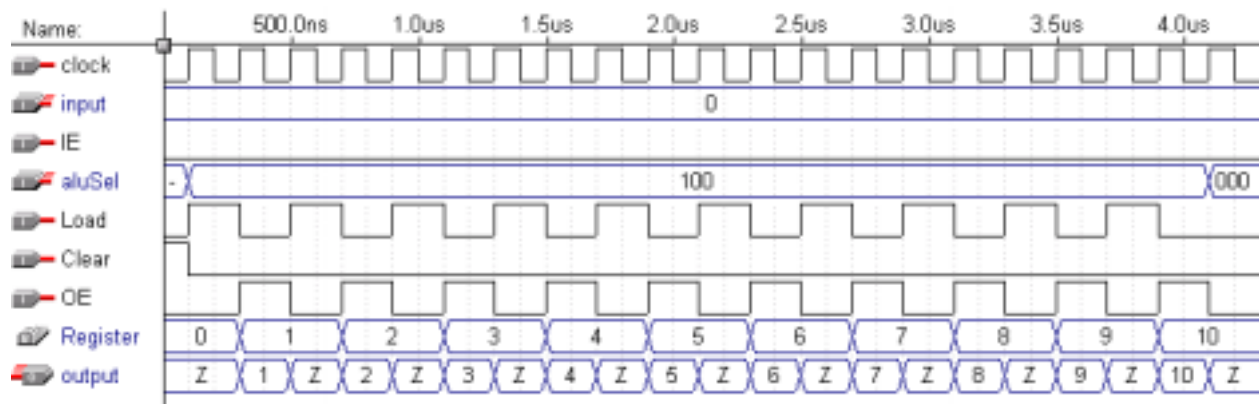 Name: 500.0ns 1.0us 1.5us 2.0us 2.5us 3.0us 3.5us 4.0us
clock
input 0
IE
aluSel - 100 000
Load
Clear
OE
Register 0 1 2 3 4 5 6 7 8 9 10
output Z 1 Z 2 Z 3 Z 4 Z 5 Z 6 Z 7 Z 8 Z 9 Z 10 Z